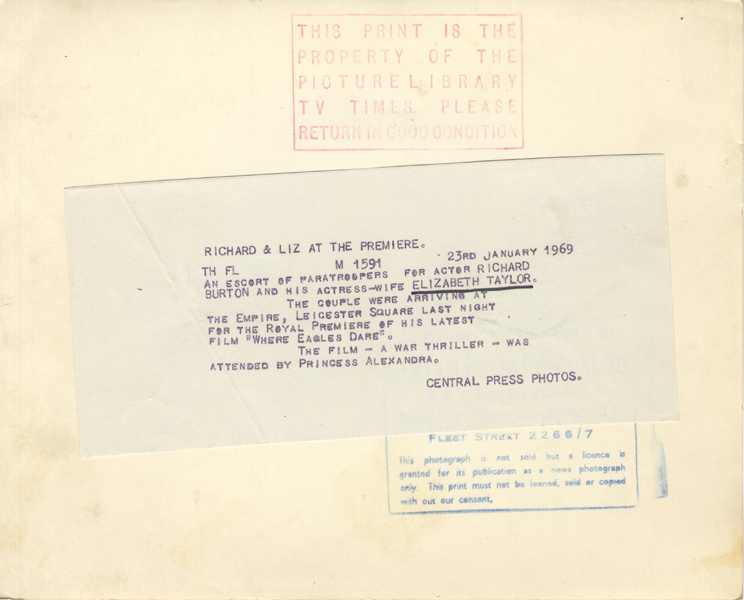 THIS PRINT IS THE
PROPERTY OF THE
PICTURE LIBRARY
TV TIMES. PLEASE
RETURN IN GOOD CONDITION
RICHARD & LIZ AT THE PREMIERE.
TH FL M 1591 23RD JANUARY 1969
AN ESCORT OF PARATROOPERS FOR ACTOR RICHARD
BURTON AND HIS ACTRESS-WIFE ELIZABETH TAYLOR.
THE COUPLE WERE ARRIVING AT
THE EMPIRE, LEICESTER SQUARE LAST NIGHT
FOR THE ROYAL PREMIERE OF HIS LATEST
FILM "WHERE EAGLES DARE".
THE FILM - A WAR THRILLER - WAS
ATTENDED BY PRINCESS ALEXANDRA.
CENTRAL PRESS PHOTOS.
FLEET STREET 2266/7
This photograph is not sold but a licence is
granted for its publication as a news photograph
only. This print must not be loaned, sold or copied
with out our consent.